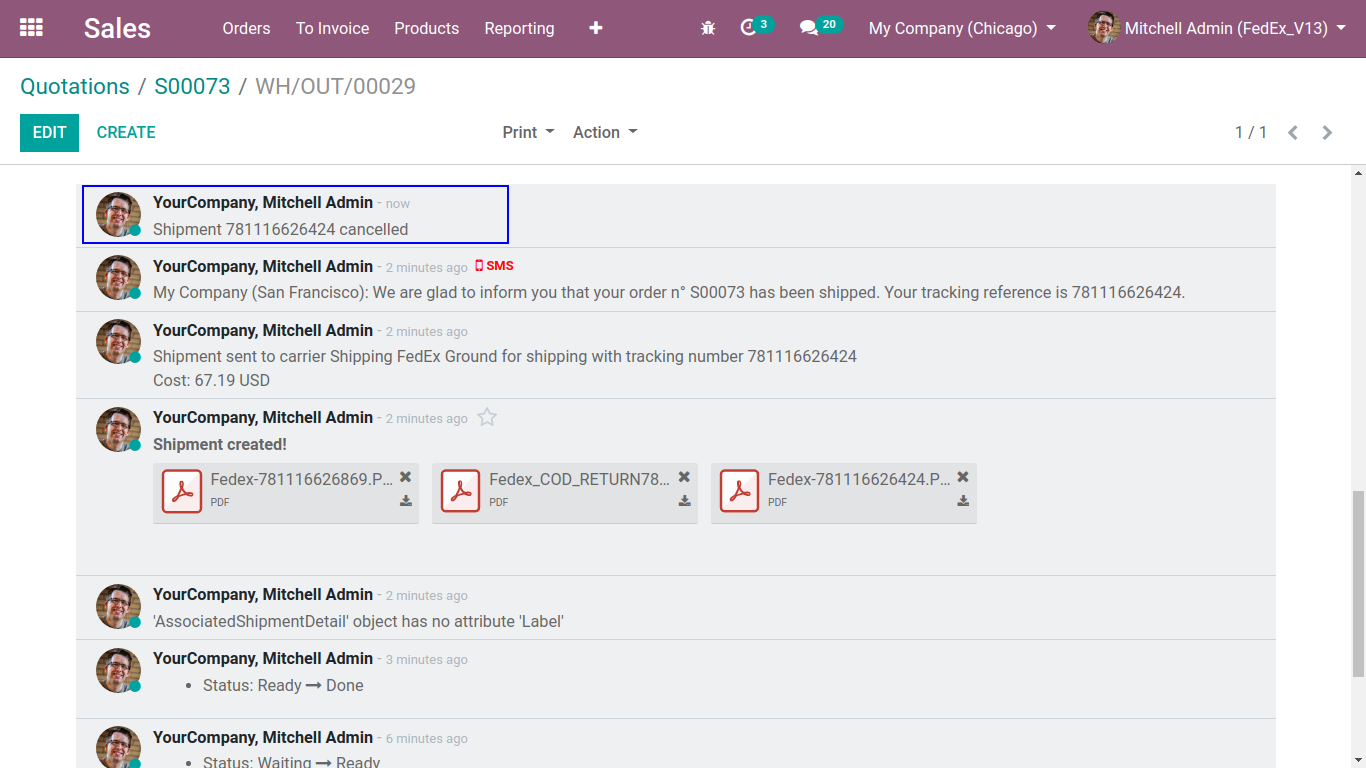 Sales Orders To Invoice Products Reporting 3 20 My Company (Chicago) Mitchell Admin (FedEx_V13)
Quotations / S00073 / WH/OUT/00029
EDIT CREATE Print Action 1 / 1
YourCompany, Mitchell Admin - now
Shipment 781116626424 cancelled
YourCompany, Mitchell Admin - 2 minutes ago SMS
My Company (San Francisco): We are glad to inform you that your order n° S00073 has been shipped. Your tracking reference is 781116626424.
YourCompany, Mitchell Admin - 2 minutes ago
Shipment sent to carrier Shipping FedEx Ground for shipping with tracking number 781116626424
Cost: 67.19 USD
YourCompany, Mitchell Admin - 2 minutes ago
Shipment created!
Fedex-781116626869.P... Fedex_COD_RETURN78... Fedex-781116626424.P...
PDF PDF PDF
YourCompany, Mitchell Admin - 2 minutes ago
'AssociatedShipmentDetail' object has no attribute 'Label'
YourCompany, Mitchell Admin - 3 minutes ago
• Status: Ready → Done
YourCompany, Mitchell Admin - 6 minutes ago
• Status: Waiting → Ready